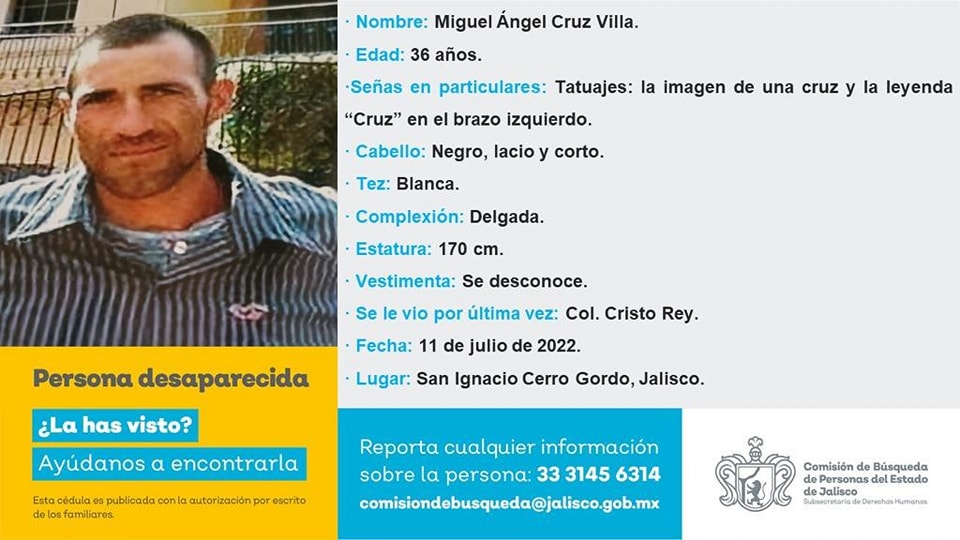 · Nombre: Miguel Ángel Cruz Villa.
· Edad: 36 años.
·Señas en particulares: Tatuajes: la imagen de una cruz y la leyenda
“Cruz” en el brazo izquierdo.
· Cabello: Negro, lacio y corto.
· Tez: Blanca.
· Complexión: Delgada.
· Estatura: 170 cm.
· Vestimenta: Se desconoce.
· Se le vio por última vez: Col. Cristo Rey.
· Fecha: 11 de julio de 2022.
· Lugar: San Ignacio Cerro Gordo, Jalisco.
Persona desaparecida
¿La has visto?
Ayúdanos a encontrarla
Esta cédula es publicada con la autorización por escrito
de los familiares.
Reporta cualquier información
sobre la persona: 33 3145 6314
comisiondebusqueda@jalisco.gob.mx
Comisión de Búsqueda
de Personas del Estado
de Jalisco
Subsecretaría de Derechos Humanos